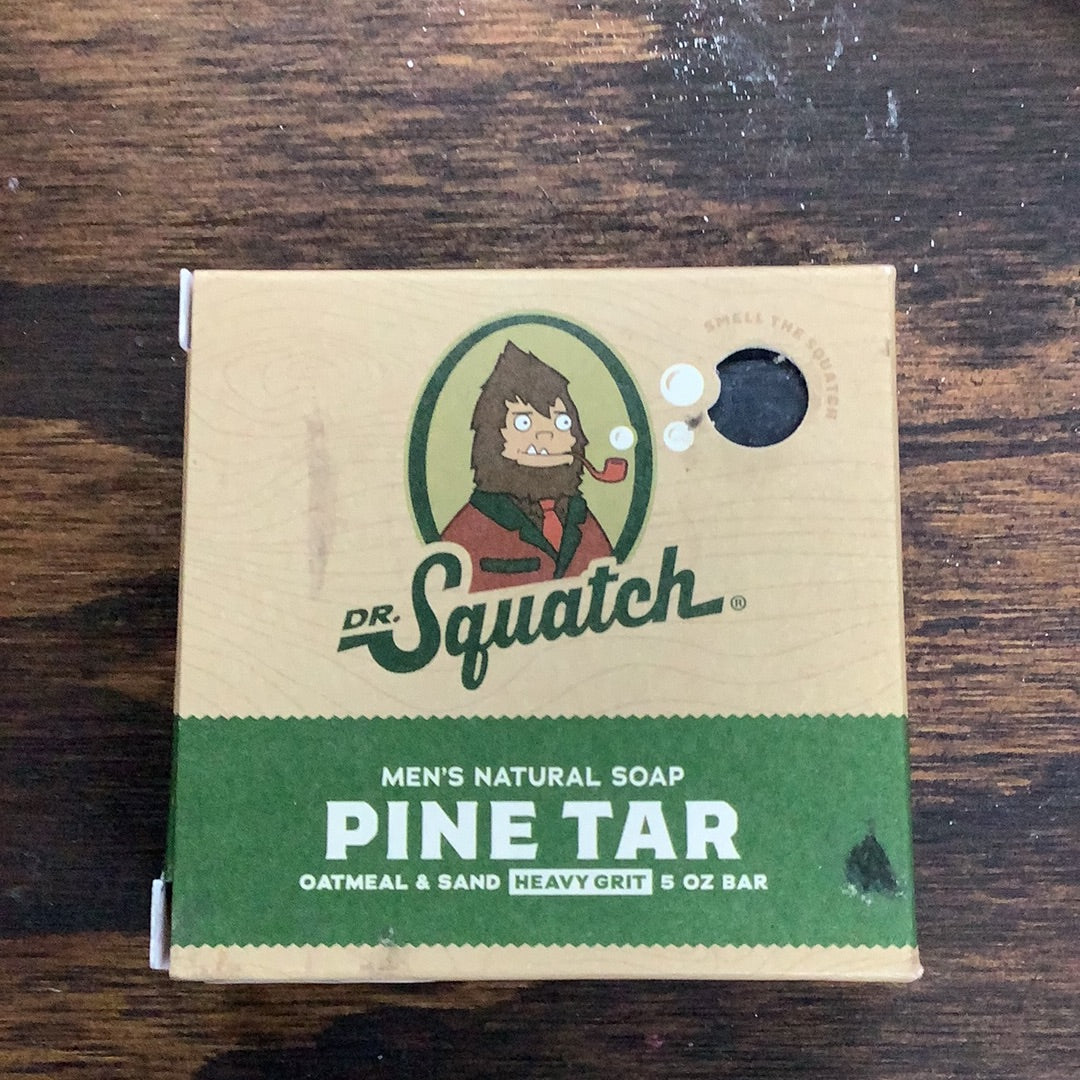 SMELL THE SQUATCH
DR. Squatch ®
MEN'S NATURAL SOAP
PINE TAR
OATMEAL & SAND HEAVY GRIT 5 OZ BAR